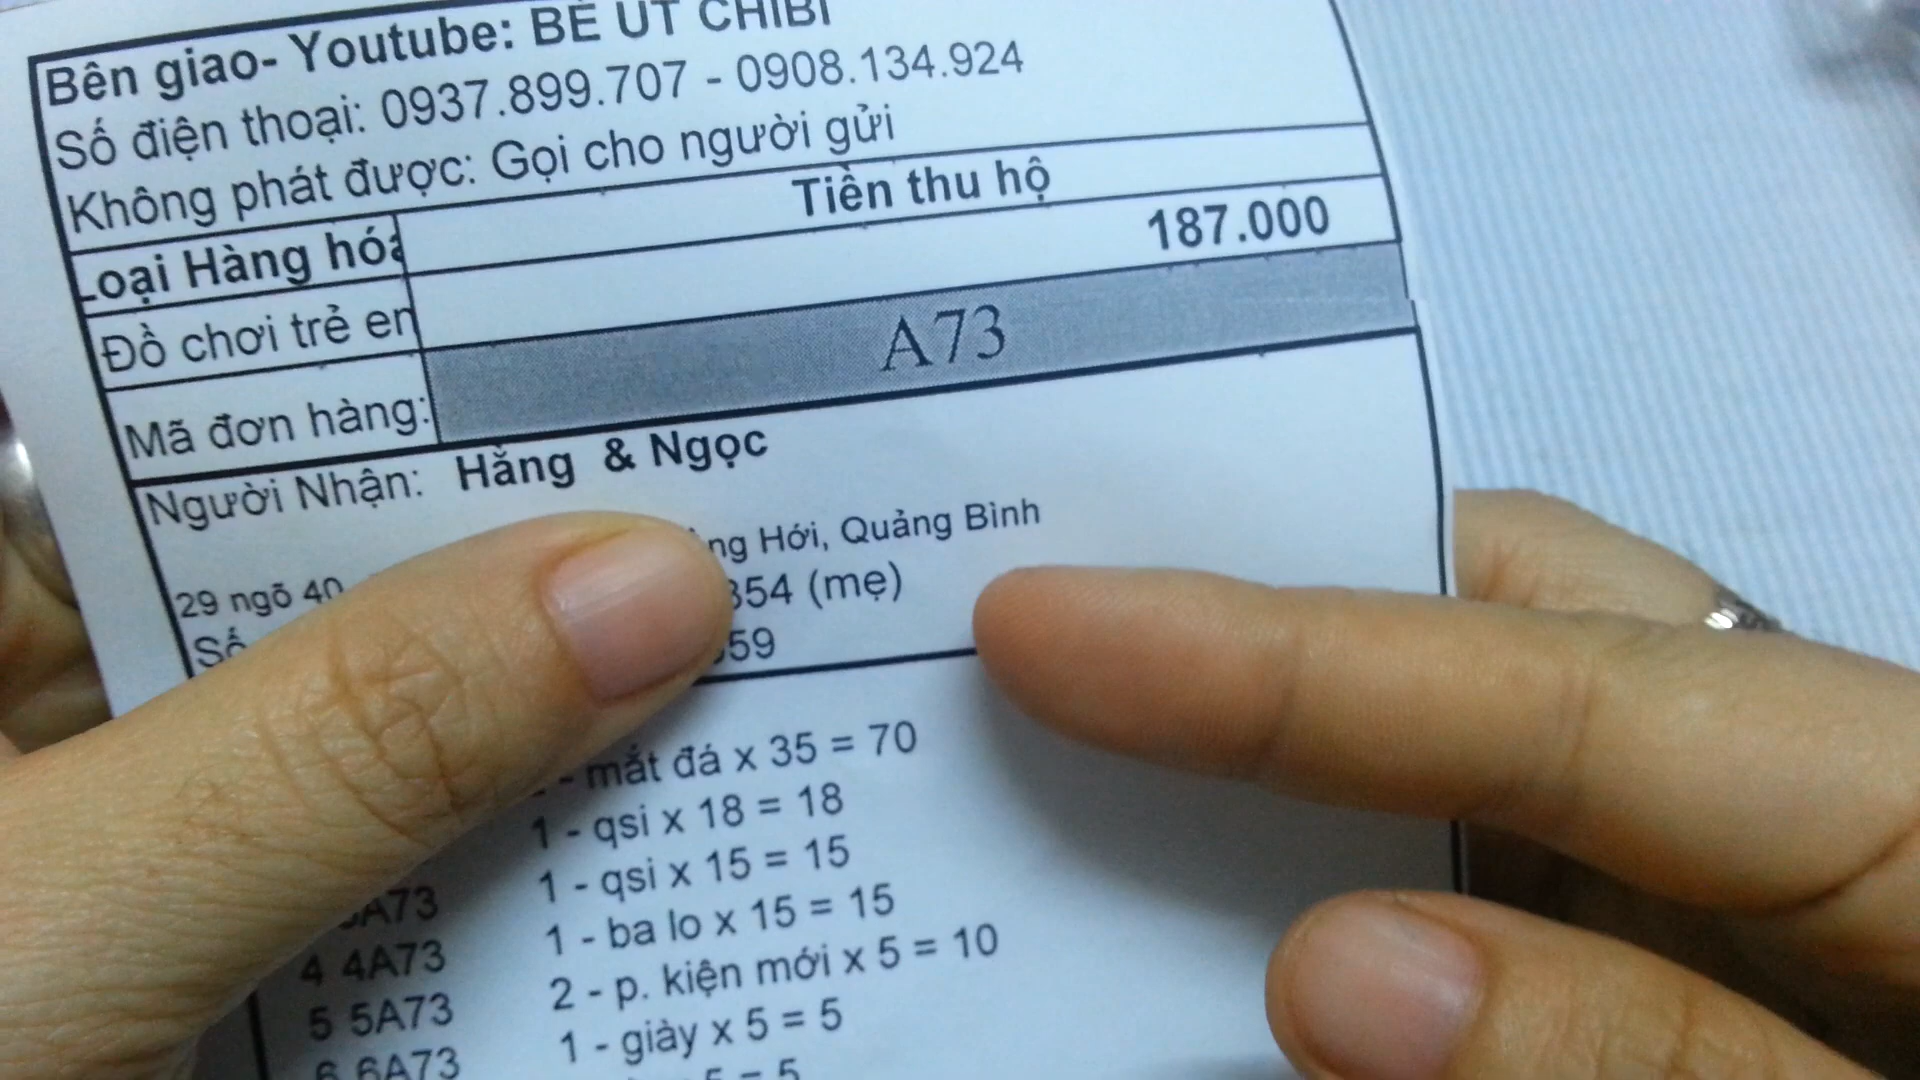 Bên giao- Youtube: BÉ ÚT CHIBI
Số điện thoại: 0937.899.707 - 0908.134.924
Không phát được: Gọi cho người gửi
Loại Hàng hóa Tiền thu hộ
Đồ chơi trẻ em 187.000
Mã đơn hàng: A73
Người Nhận: Hằng & Ngọc
29 ngõ 40 Hới, Quảng Bình
Số 354 (mẹ)
59
- mắt đá x 35 = 70
1 - qsi x 18 = 18
A73 1 - qsi x 15 = 15
4 4A73 1 - ba lo x 15 = 15
5 5A73 2 - p. kiện mới x 5 = 10
6 6A73 1 - giày x 5 = 5
5 = 5